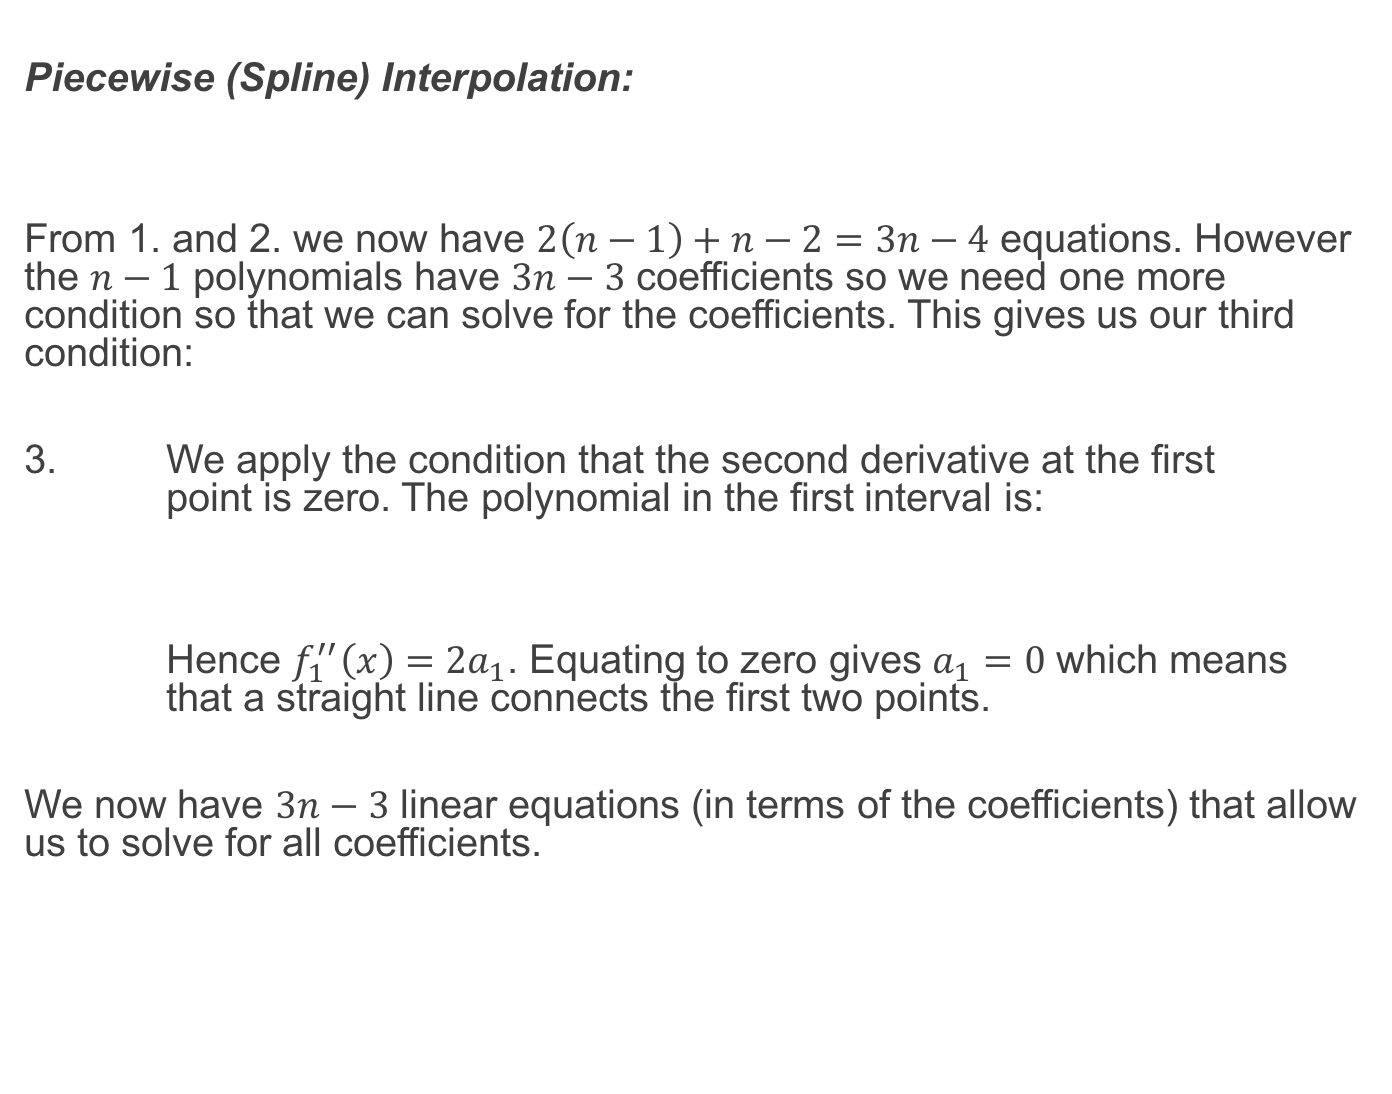 Piecewise (Spline) Interpolation:
From 1. and 2. we now have 2(n − 1) + n − 2 = 3n − 4 equations. However
the n − 1 polynomials have 3n − 3 coefficients so we need one more
condition so that we can solve for the coefficients. This gives us our third
condition:
3. We apply the condition that the second derivative at the first
point is zero. The polynomial in the first interval is:
Hence f₁′′(x) = 2a₁. Equating to zero gives a₁ = 0 which means
that a straight line connects the first two points.
We now have 3n − 3 linear equations (in terms of the coefficients) that allow
us to solve for all coefficients.